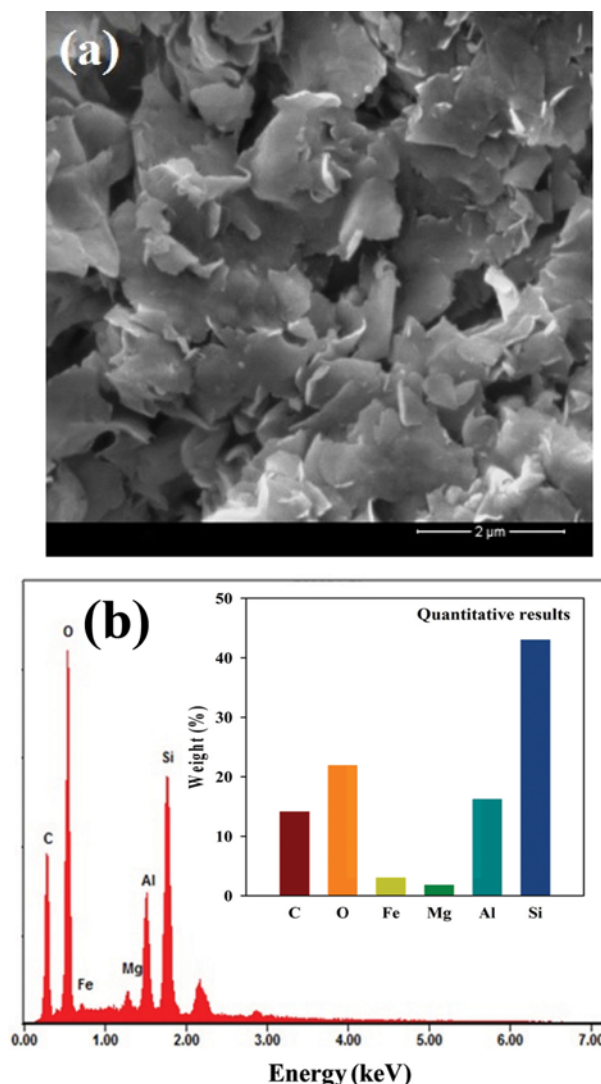 (a)
2 µm
(b)
Quantitative results
50
40
30
20
10
0
Weight (%)
C O Fe Mg Al Si
O
Si
C
Al
Mg
Fe
0.00 1.00 2.00 3.00 4.00 5.00 6.00 7.00
Energy (keV)